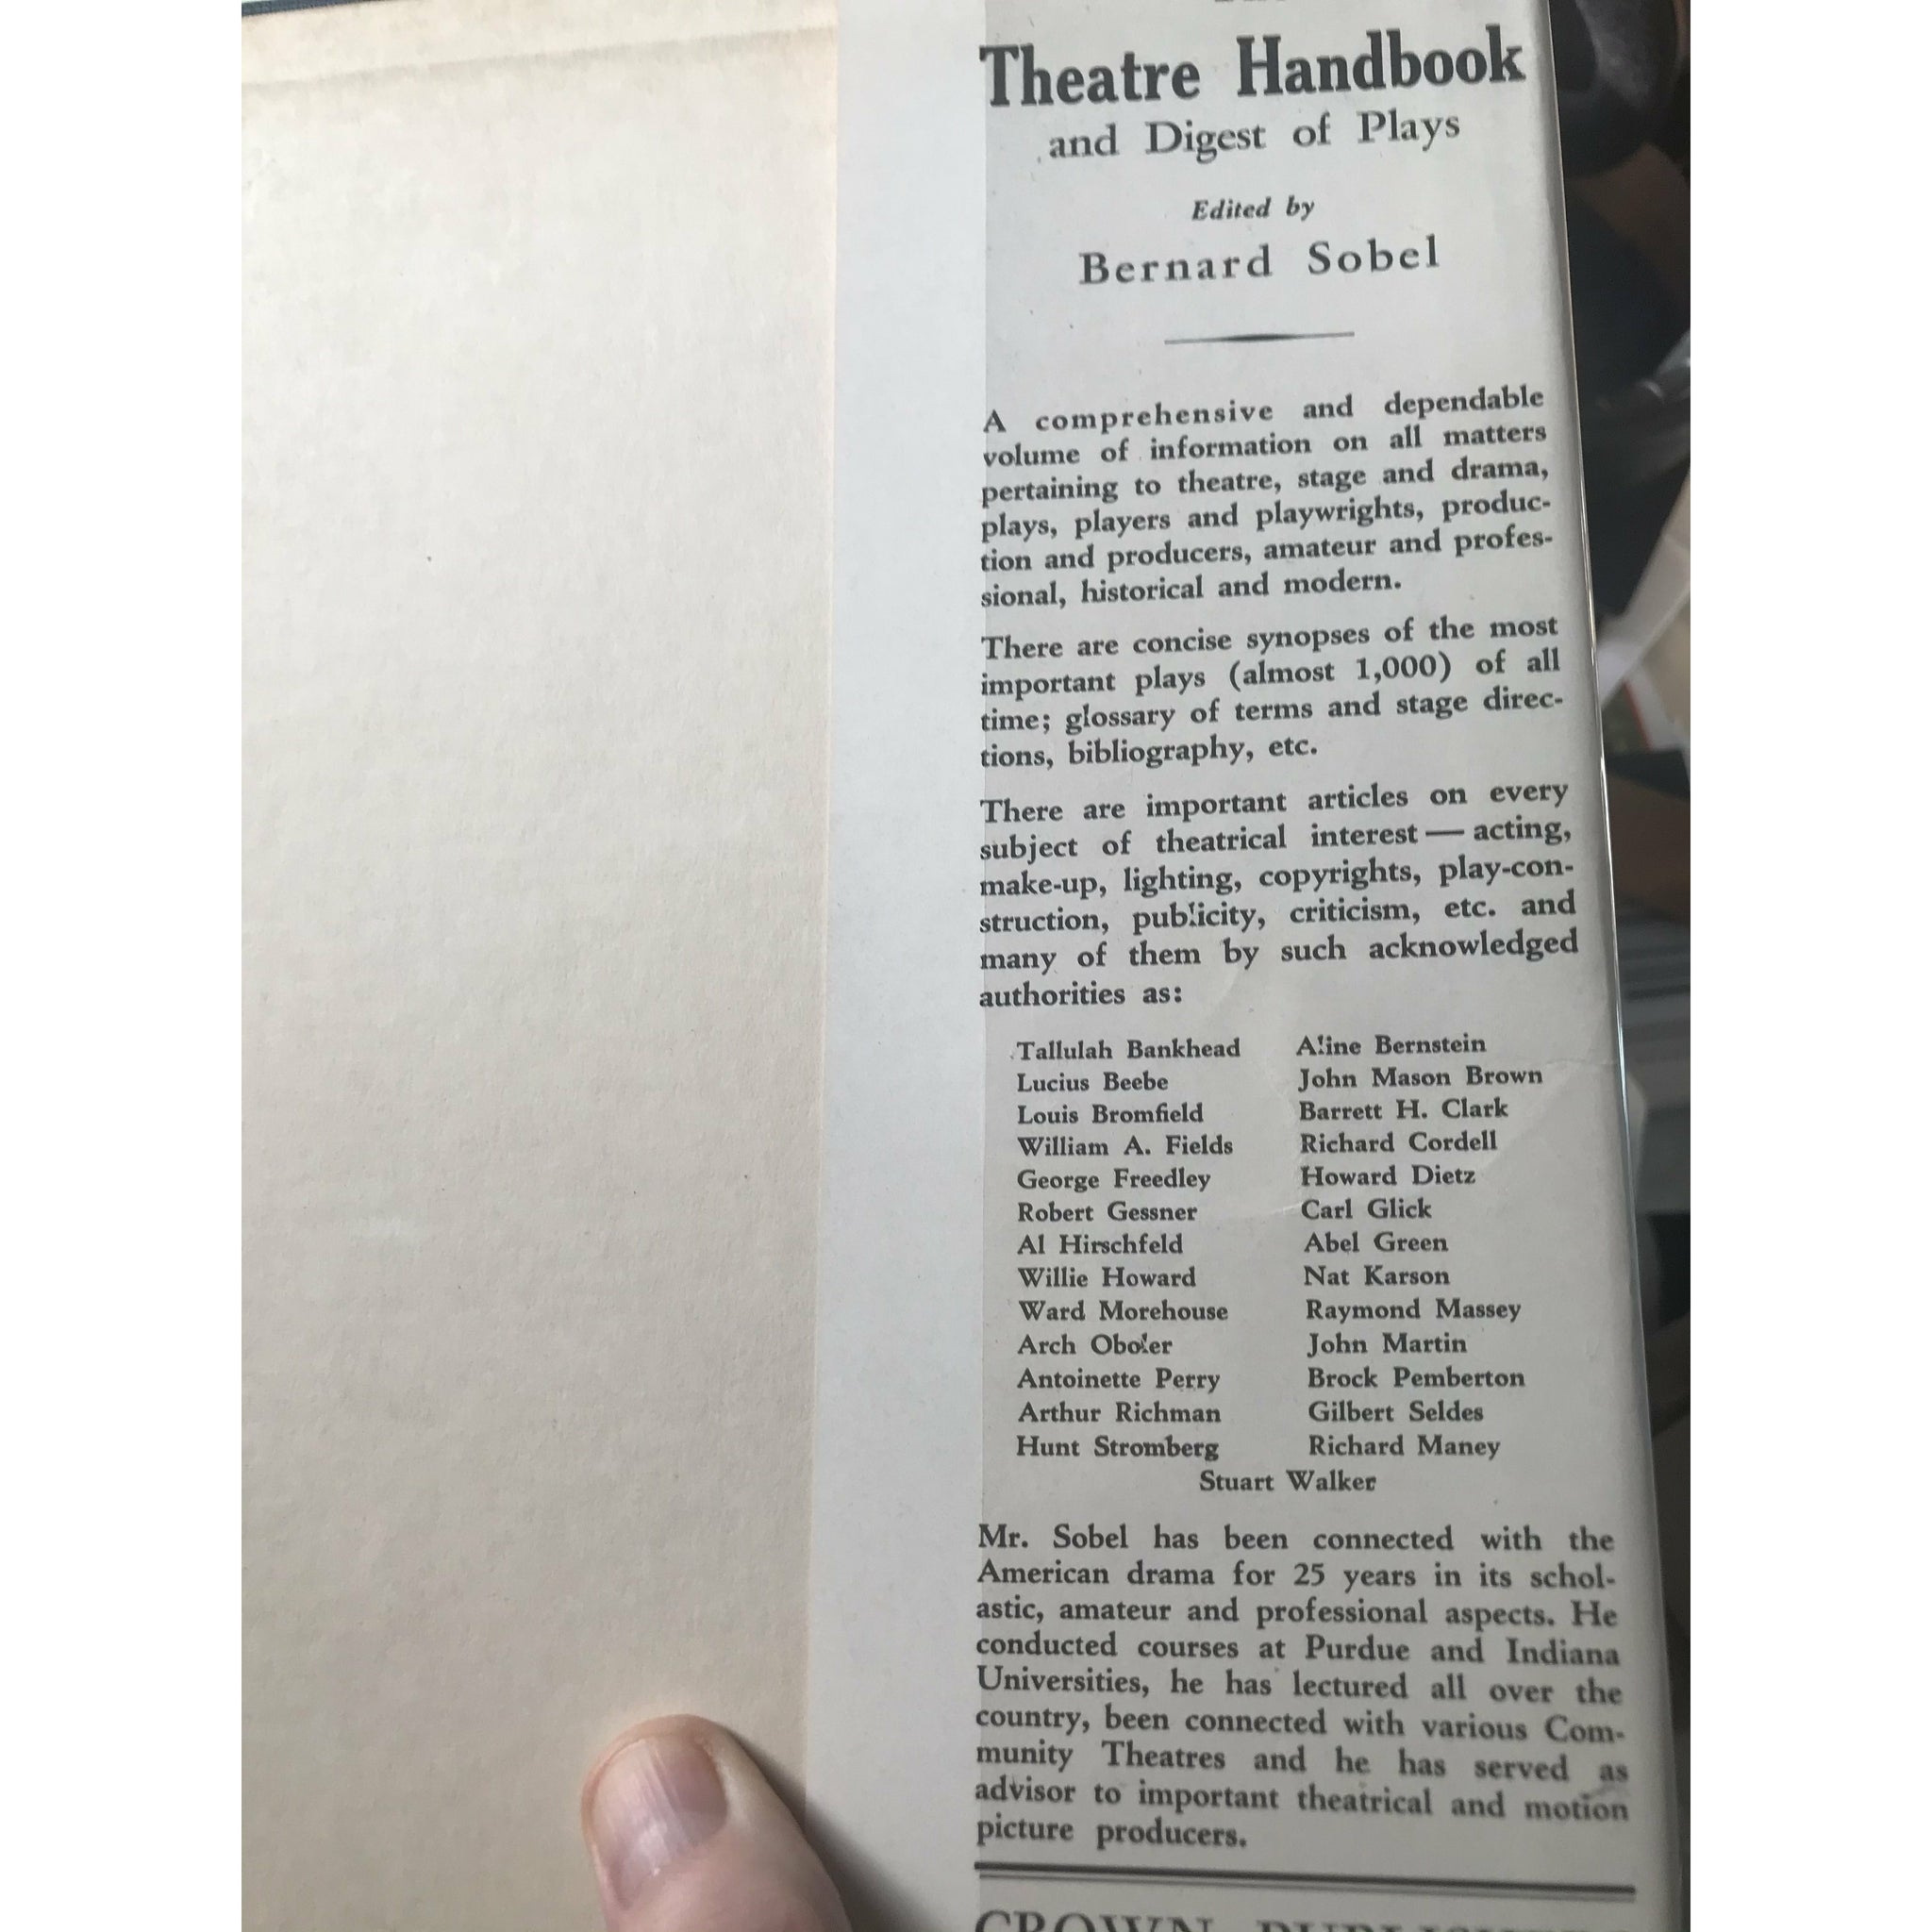 Theatre Handbook
and Digest of Plays
Edited by
Bernard Sobel
A comprehensive and dependable
volume of information on all matters
pertaining to theatre, stage and drama,
plays, players and playwrights, produc-
tion and producers, amateur and profes-
sional, historical and modern.
There are concise synopses of the most
important plays (almost 1,000) of all
time; glossary of terms and stage direc-
tions, bibliography, etc.
There are important articles on every
subject of theatrical interest — acting,
make-up, lighting, copyrights, play-con-
struction, publicity, criticism, etc. and
many of them by such acknowledged
authorities as:
Tallulah Bankhead
Lucius Beebe
Louis Bromfield
William A. Fields
George Freedley
Robert Gessner
Al Hirschfeld
Willie Howard
Ward Morehouse
Arch Oboler
Antoinette Perry
Arthur Richman
Hunt Stromberg
Aline Bernstein
John Mason Brown
Barrett H. Clark
Richard Cordell
Howard Dietz
Carl Glick
Abel Green
Nat Karson
Raymond Massey
John Martin
Brock Pemberton
Gilbert Seldes
Richard Maney
Stuart Walker
Mr. Sobel has been connected with the
American drama for 25 years in its schol-
astic, amateur and professional aspects. He
conducted courses at Purdue and Indiana
Universities, he has lectured all over the
country, been connected with various Com-
munity Theatres and he has served as
advisor to important theatrical and motion
picture producers.
CROWN PUBLISHERS